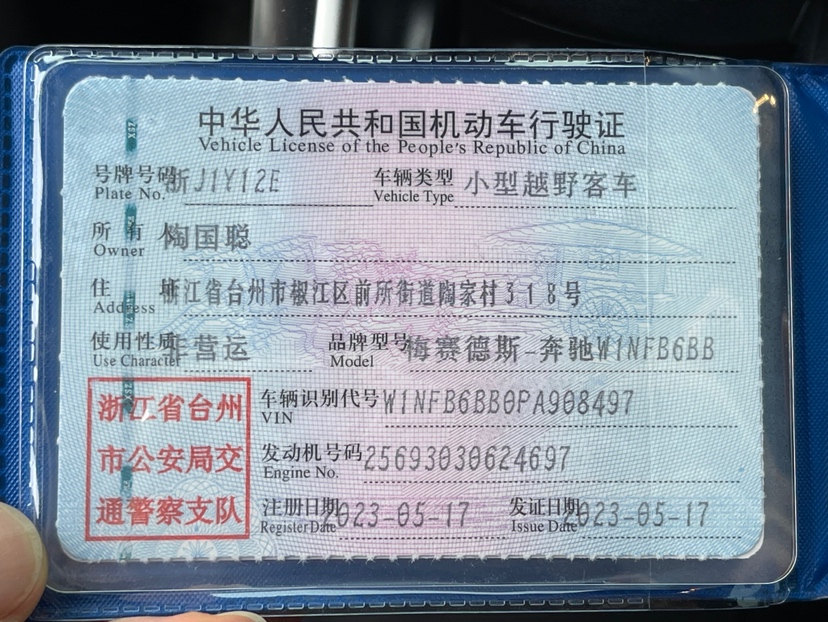 中华人民共和国机动车行驶证
Vehicle License of the People's Republic of China
号牌号码 浙J1Y12E 车辆类型 小型越野客车
Plate No. Vehicle Type
所有 陶国聪
Owner
住 浙江省台州市椒江区前所街道陶家村318号
Address
使用性质 非营运 品牌型号 梅赛德斯-奔驰W1NFB6BB
Use Character Model
浙江省台州
市公安局交
通警察支队
车辆识别代号 W1NFB6BB0PA908497
VIN
发动机号码 25693030624697
Engine No.
注册日期 2023-05-17 发证日期 2023-05-17
Register Date Issue Date